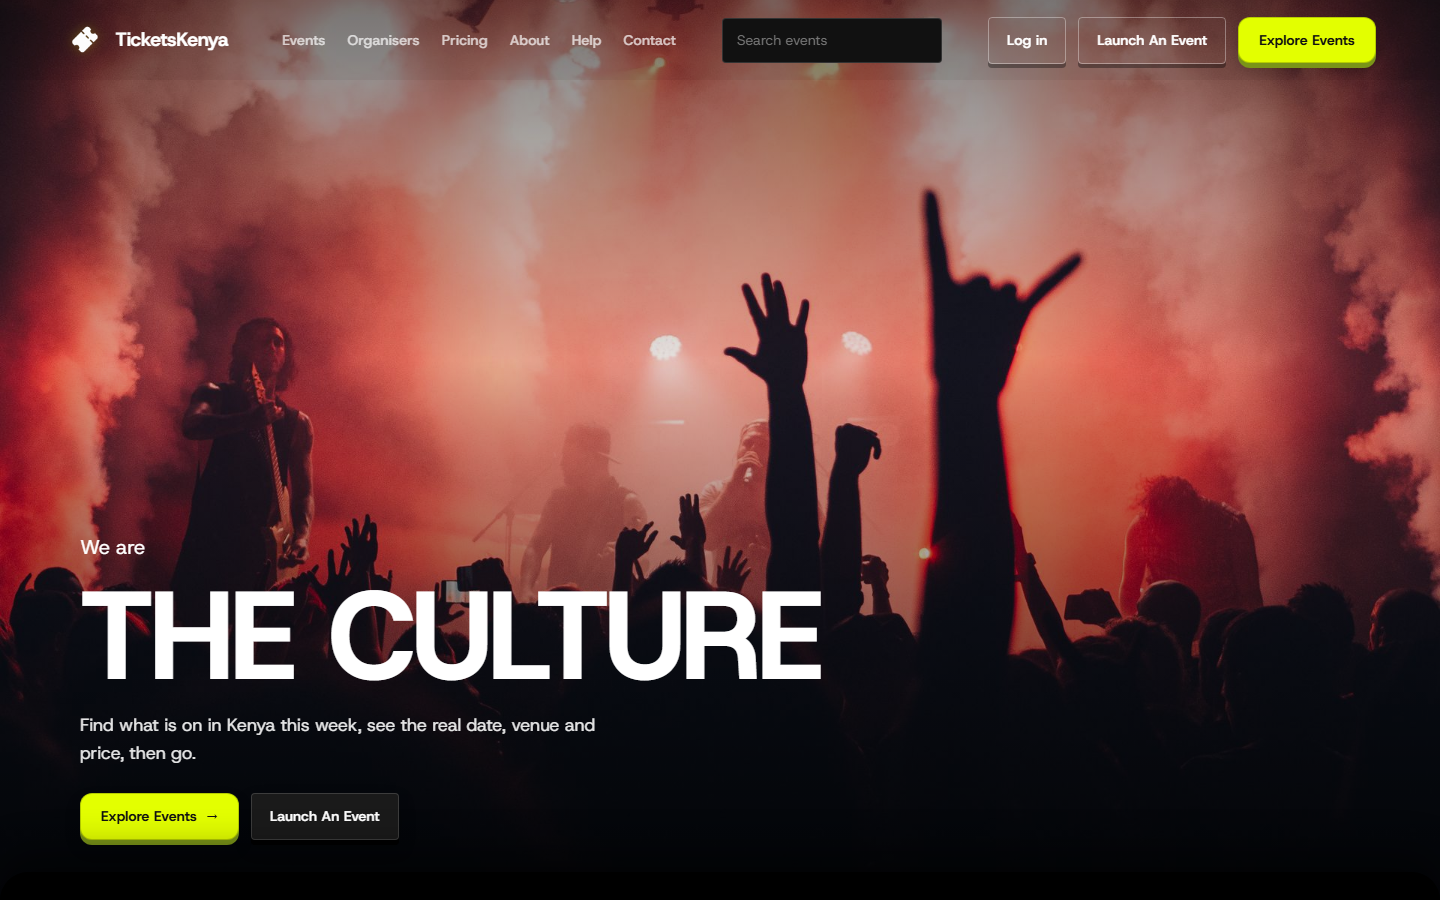 TicketsKenya
Events
Organisers
Pricing
About
Help
Contact
Search events
Log in
Launch An Event
Explore Events
We are
THE CULTURE
Find what is on in Kenya this week, see the real date, venue and
price, then go.
Explore Events →
Launch An Event